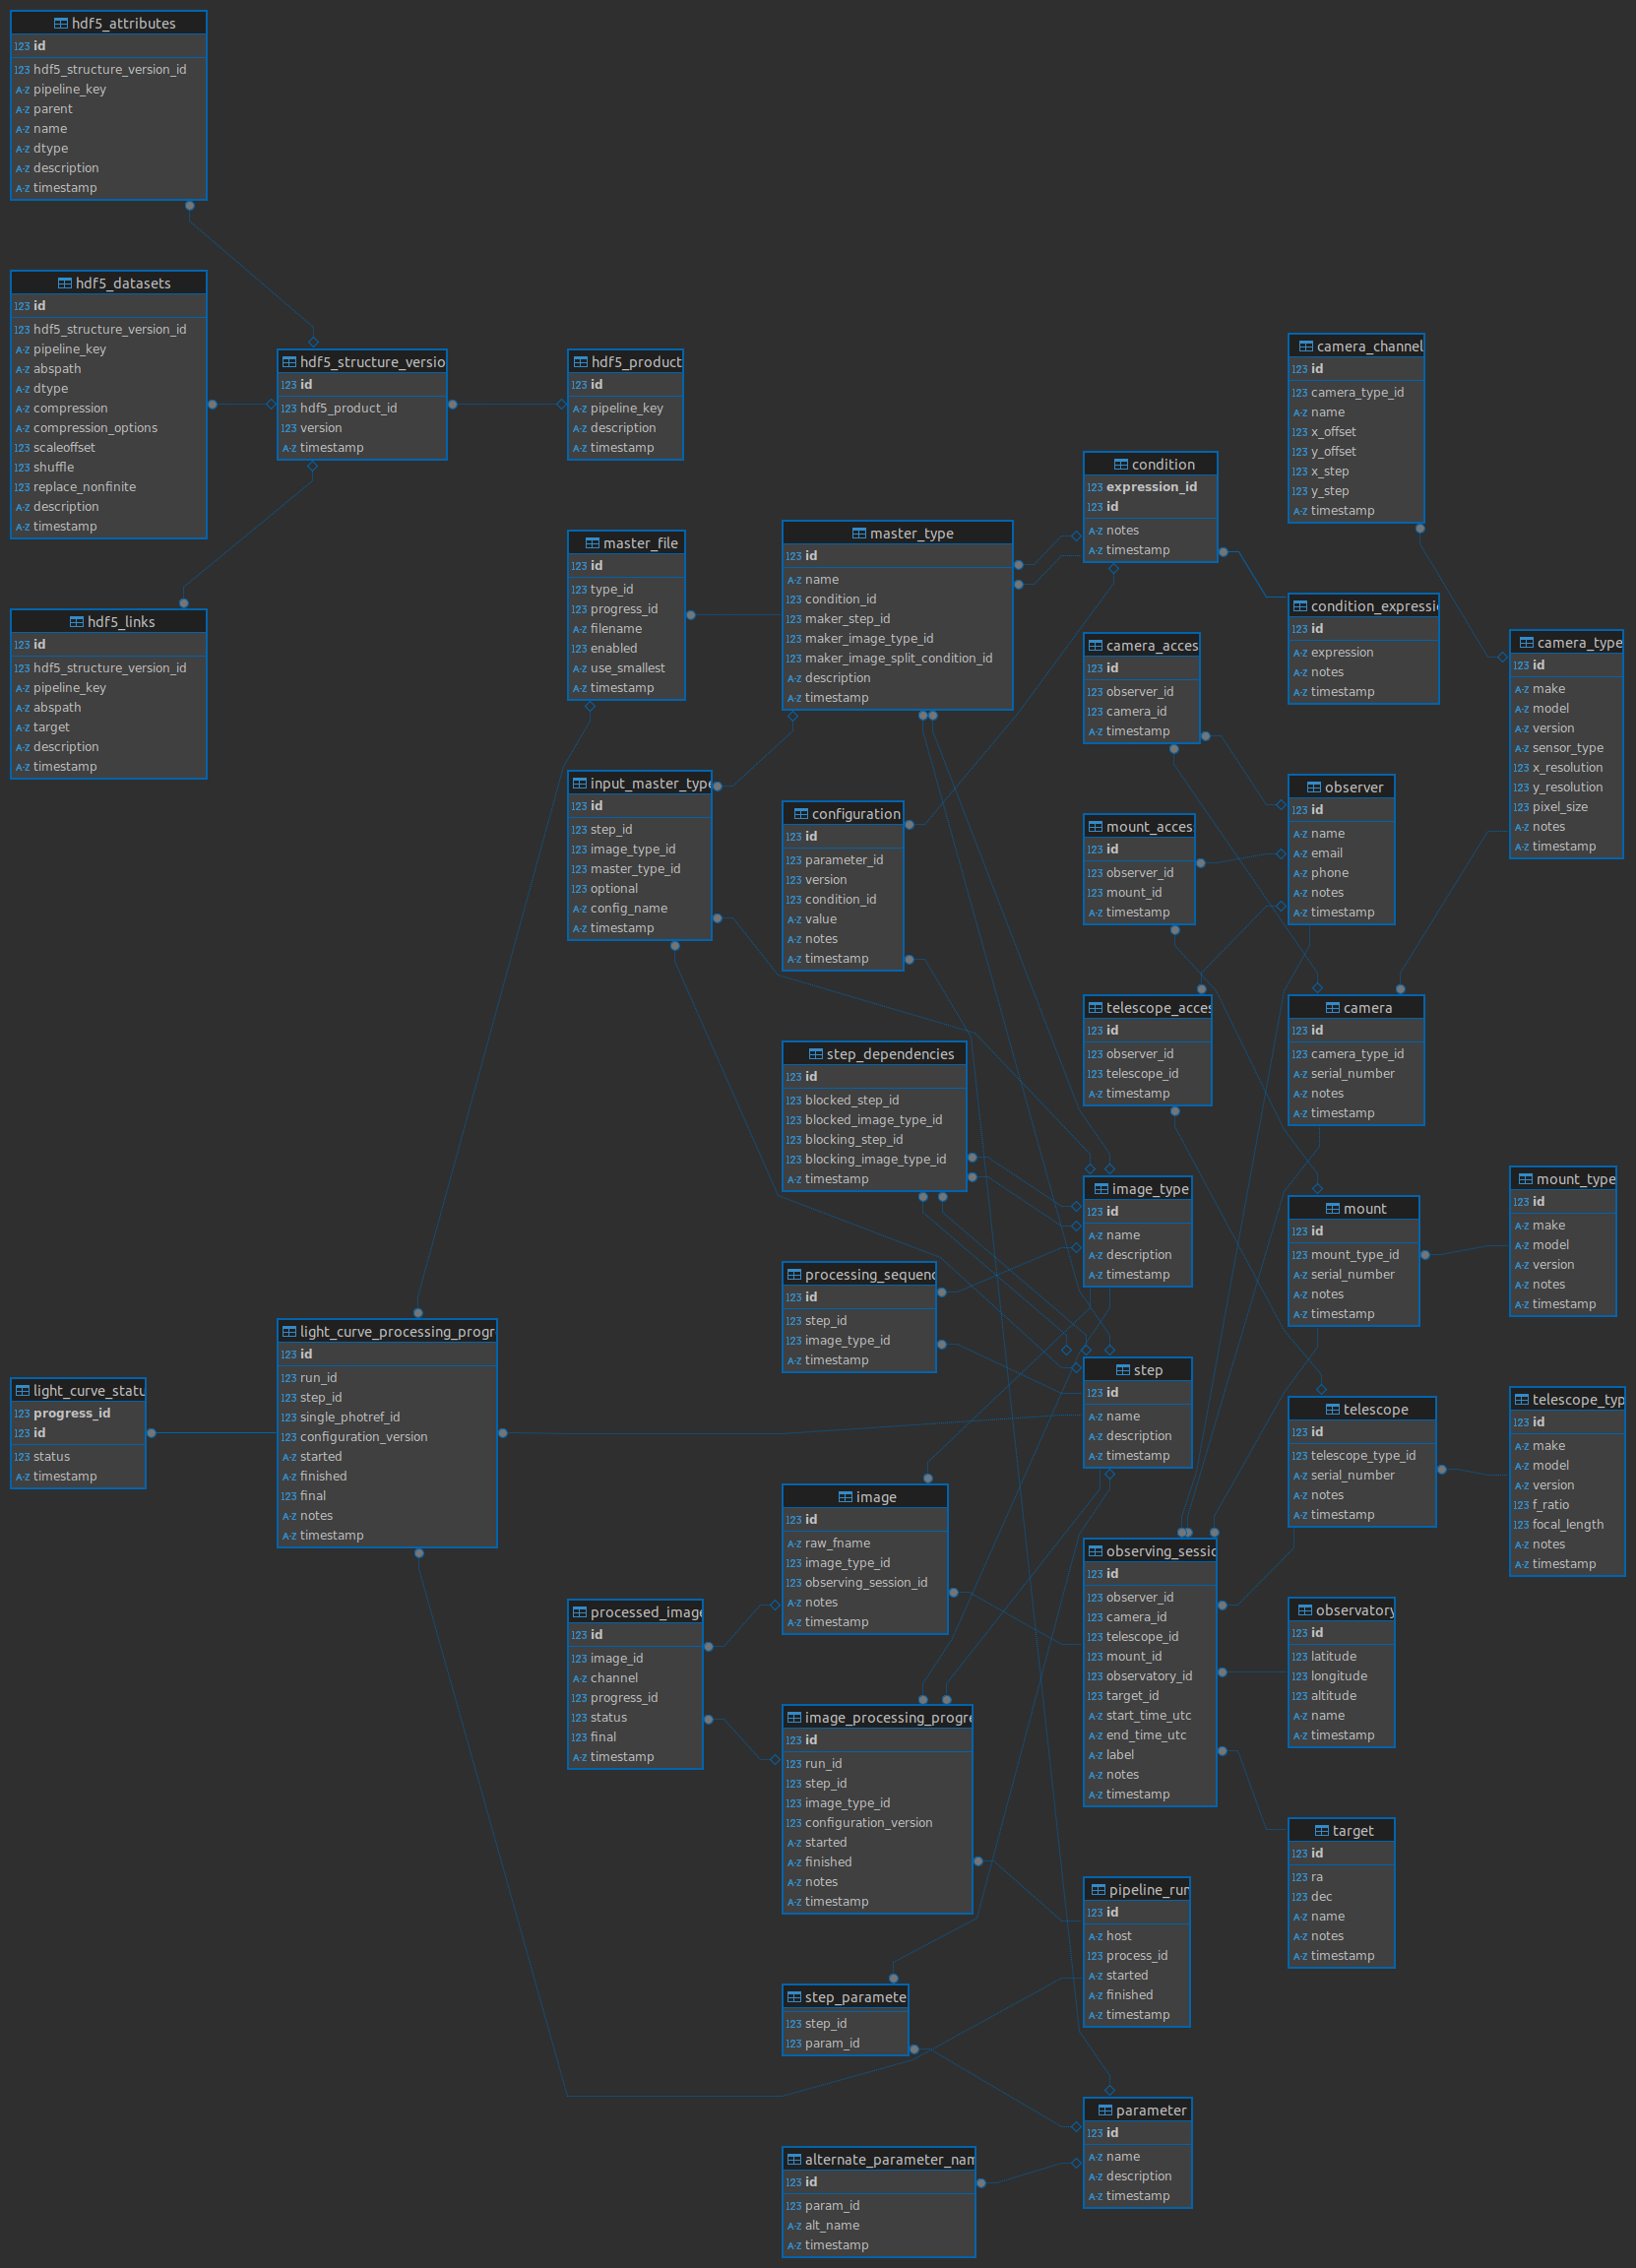 hdf5_attributes
123 id
123 hdf5_structure_version_id
A-Z pipeline_key
A-Z parent
A-Z name
A-Z dtype
A-Z description
A-Z timestamp
hdf5_datasets
123 id
123 hdf5_structure_version_id
A-Z pipeline_key
A-Z abspath
A-Z dtype
A-Z compression
A-Z compression_options
123 scaleoffset
123 shuffle
123 replace_nonfinite
A-Z description
A-Z timestamp
hdf5_links
123 id
123 hdf5_structure_version_id
A-Z pipeline_key
A-Z abspath
A-Z target
A-Z description
A-Z timestamp
light_curve_statu
123 progress_id
123 id
123 status
A-Z timestamp
hdf5_structure_versio
123 id
123 hdf5_product_id
123 version
A-Z timestamp
light_curve_processing_progr
123 id
123 run_id
123 step_id
123 single_photref_id
123 configuration_version
A-Z started
A-Z finished
123 final
A-Z notes
A-Z timestamp
hdf5_product
123 id
A-Z pipeline_key
A-Z description
A-Z timestamp
master_file
123 id
123 type_id
123 progress_id
A-Z filename
123 enabled
A-Z use_smallest
A-Z timestamp
input_master_type
123 id
123 step_id
123 image_type_id
123 master_type_id
123 optional
A-Z config_name
A-Z timestamp
processed_image
123 id
123 image_id
A-Z channel
123 progress_id
123 status
123 final
A-Z timestamp
master_type
123 id
A-Z name
123 condition_id
123 maker_step_id
123 maker_image_type_id
123 maker_image_split_condition_id
A-Z description
A-Z timestamp
configuration
123 id
123 parameter_id
123 version
123 condition_id
A-Z value
A-Z notes
A-Z timestamp
step_dependencies
123 id
123 blocked_step_id
123 blocked_image_type_id
123 blocking_step_id
123 blocking_image_type_id
A-Z timestamp
processing_sequenc
123 id
123 step_id
123 image_type_id
A-Z timestamp
image
123 id
A-Z raw_fname
123 image_type_id
123 observing_session_id
A-Z notes
A-Z timestamp
image_processing_progre
123 id
123 run_id
123 step_id
123 image_type_id
123 configuration_version
A-Z started
A-Z finished
A-Z notes
A-Z timestamp
step_paramete
123 step_id
123 param_id
alternate_parameter_nam
123 id
123 param_id
A-Z alt_name
A-Z timestamp
condition
123 expression_id
123 id
A-Z notes
A-Z timestamp
camera_acces
123 id
123 observer_id
123 camera_id
A-Z timestamp
mount_acces
123 id
123 observer_id
123 mount_id
A-Z timestamp
telescope_acces
123 id
123 observer_id
123 telescope_id
A-Z timestamp
image_type
123 id
A-Z name
A-Z description
A-Z timestamp
step
123 id
A-Z name
A-Z description
A-Z timestamp
observing_sessio
123 id
123 observer_id
123 camera_id
123 telescope_id
123 mount_id
123 observatory_id
123 target_id
A-Z start_time_utc
A-Z end_time_utc
A-Z label
A-Z notes
A-Z timestamp
pipeline_run
123 id
A-Z host
123 process_id
A-Z started
A-Z finished
A-Z timestamp
parameter
123 id
A-Z name
A-Z description
A-Z timestamp
camera_channel
123 id
123 camera_type_id
A-Z name
123 x_offset
123 y_offset
123 x_step
123 y_step
A-Z timestamp
condition_expressi
123 id
A-Z expression
A-Z notes
A-Z timestamp
observer
123 id
A-Z name
A-Z email
A-Z phone
A-Z notes
A-Z timestamp
camera
123 id
123 camera_type_id
A-Z serial_number
A-Z notes
A-Z timestamp
mount
123 id
123 mount_type_id
A-Z serial_number
A-Z notes
A-Z timestamp
telescope
123 id
123 telescope_type_id
A-Z serial_number
A-Z notes
A-Z timestamp
observatory
123 id
123 latitude
123 longitude
123 altitude
A-Z name
A-Z timestamp
target
123 id
123 ra
123 dec
A-Z name
A-Z notes
A-Z timestamp
camera_type
123 id
A-Z make
A-Z model
A-Z version
A-Z sensor_type
123 x_resolution
123 y_resolution
123 pixel_size
A-Z notes
A-Z timestamp
mount_type
123 id
A-Z make
A-Z model
A-Z version
A-Z notes
A-Z timestamp
telescope_typ
123 id
A-Z make
A-Z model
A-Z version
123 f_ratio
123 focal_length
A-Z notes
A-Z timestamp